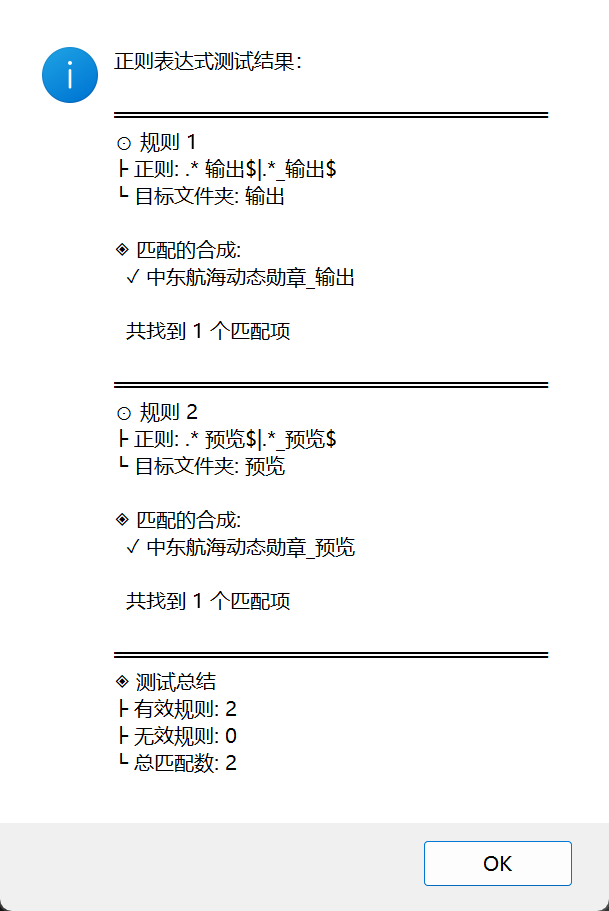 正则表达式测试结果：
══════════════════════════════
⊙ 规则 1
├ 正则: .* 输出$|.*_输出$
└ 目标文件夹: 输出
◈ 匹配的合成:
✓ 中东航海动态勋章_输出
共找到 1 个匹配项
══════════════════════════════
⊙ 规则 2
├ 正则: .* 预览$|.*_预览$
└ 目标文件夹: 预览
◈ 匹配的合成:
✓ 中东航海动态勋章_预览
共找到 1 个匹配项
══════════════════════════════
◈ 测试总结
├ 有效规则: 2
├ 无效规则: 0
└ 总匹配数: 2
OK